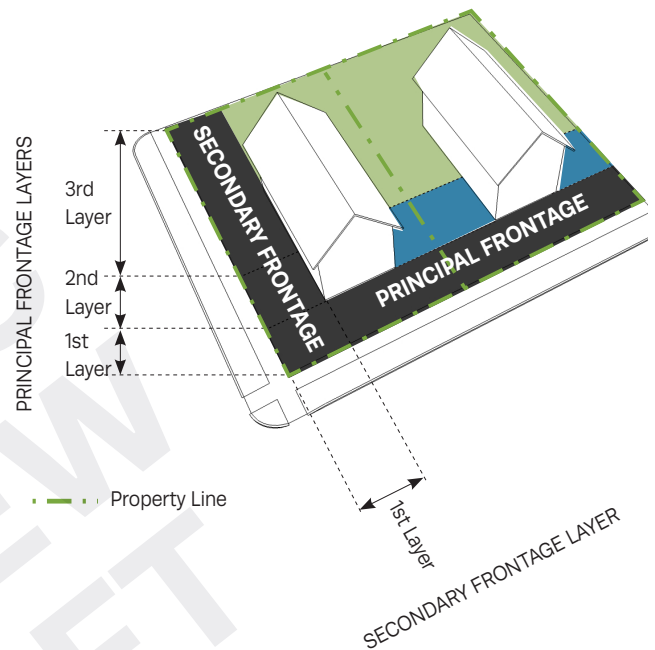 SECONDARY FRONTAGE
PRINCIPAL FRONTAGE
PRINCIPAL FRONTAGE LAYERS
3rd
Layer
2nd
Layer
1st
Layer
Property Line
1st Layer
SECONDARY FRONTAGE LAYER